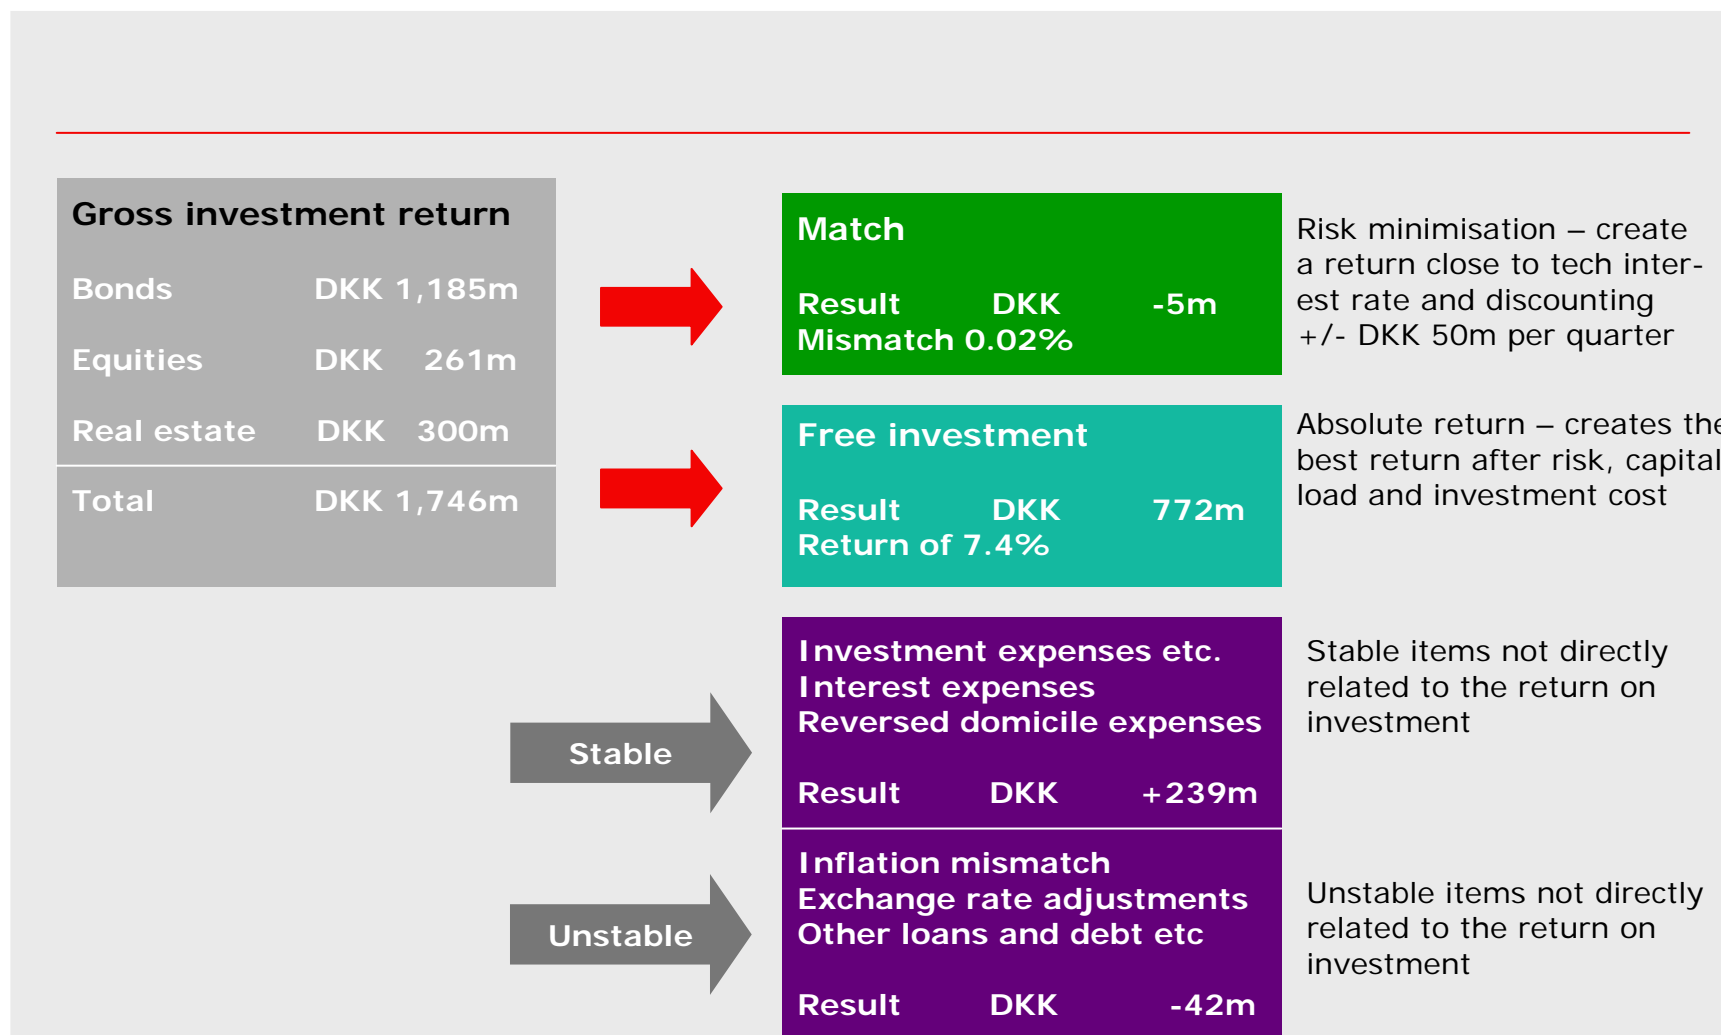 Gross investment return
Bonds DKK 1,185m
Equities DKK 261m
Real estate DKK 300m
Total DKK 1,746m
Match
Result DKK -5m
Mismatch 0.02%
Risk minimisation – create
a return close to tech inter-
est rate and discounting
+/- DKK 50m per quarter
Free investment
Result DKK 772m
Return of 7.4%
Absolute return – creates the
best return after risk, capital
load and investment cost
Stable
Investment expenses etc.
Interest expenses
Reversed domicile expenses
Result DKK +239m
Stable items not directly
related to the return on
investment
Unstable
Inflation mismatch
Exchange rate adjustments
Other loans and debt etc
Result DKK -42m
Unstable items not directly
related to the return on
investment